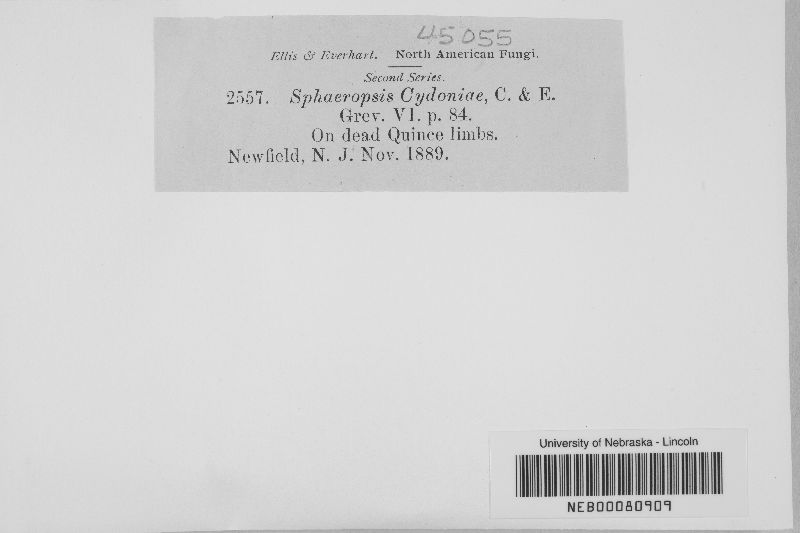 45055
Ellis & Everhart. North American Fungi.
Second Series.
2557. Sphaeropsis Cydoniae, C. & E.
Grev. VI. p. 84.
On dead Quince limbs.
Newfield, N. J. Nov. 1889.
University of Nebraska - Lincoln
NEB00080909